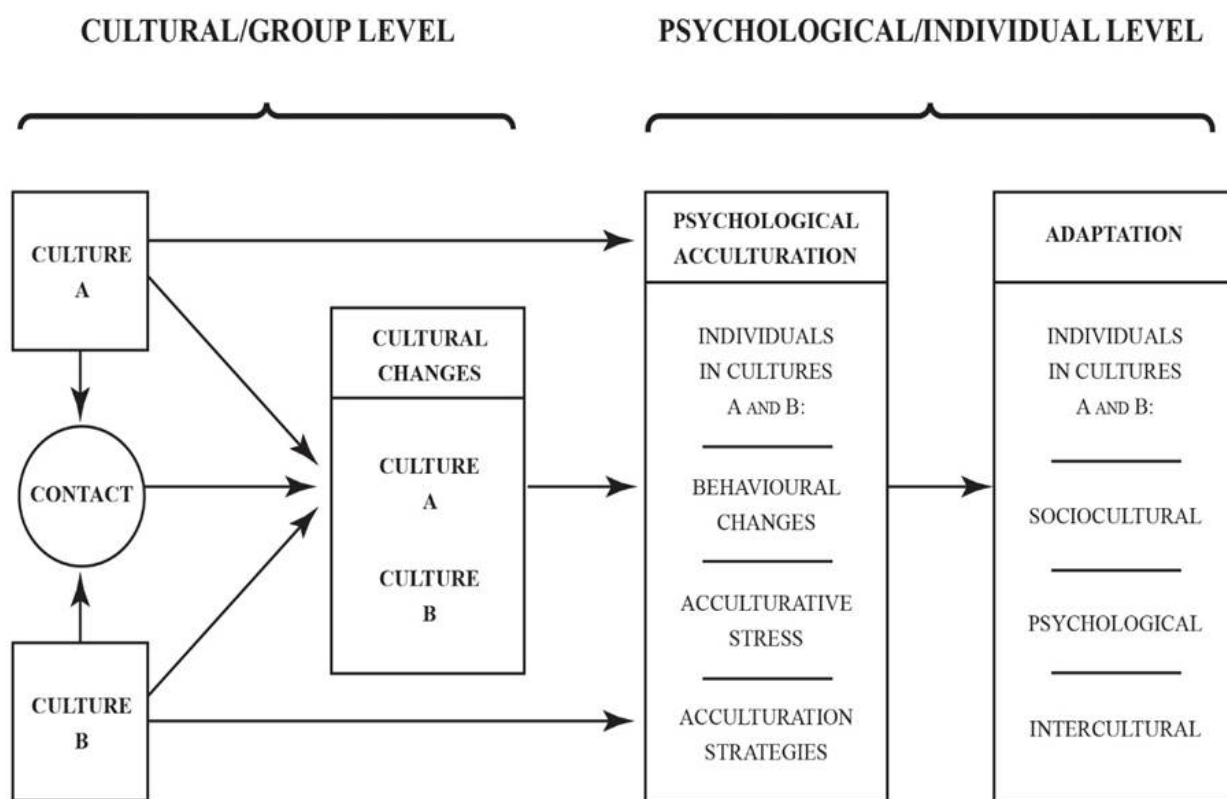 CULTURAL/GROUP LEVEL
PSYCHOLOGICAL/INDIVIDUAL LEVEL
CULTURE
A
CONTACT
CULTURE
B
CULTURAL
CHANGES
CULTURE
A
CULTURE
B
PSYCHOLOGICAL
ACCULTURATION
INDIVIDUALS
IN CULTURES
A AND B:
BEHAVIOURAL
CHANGES
ACCULTURATIVE
STRESS
ACCULTURATION
STRATEGIES
ADAPTATION
INDIVIDUALS
IN CULTURES
A AND B:
SOCIOCULTURAL
PSYCHOLOGICAL
INTERCULTURAL